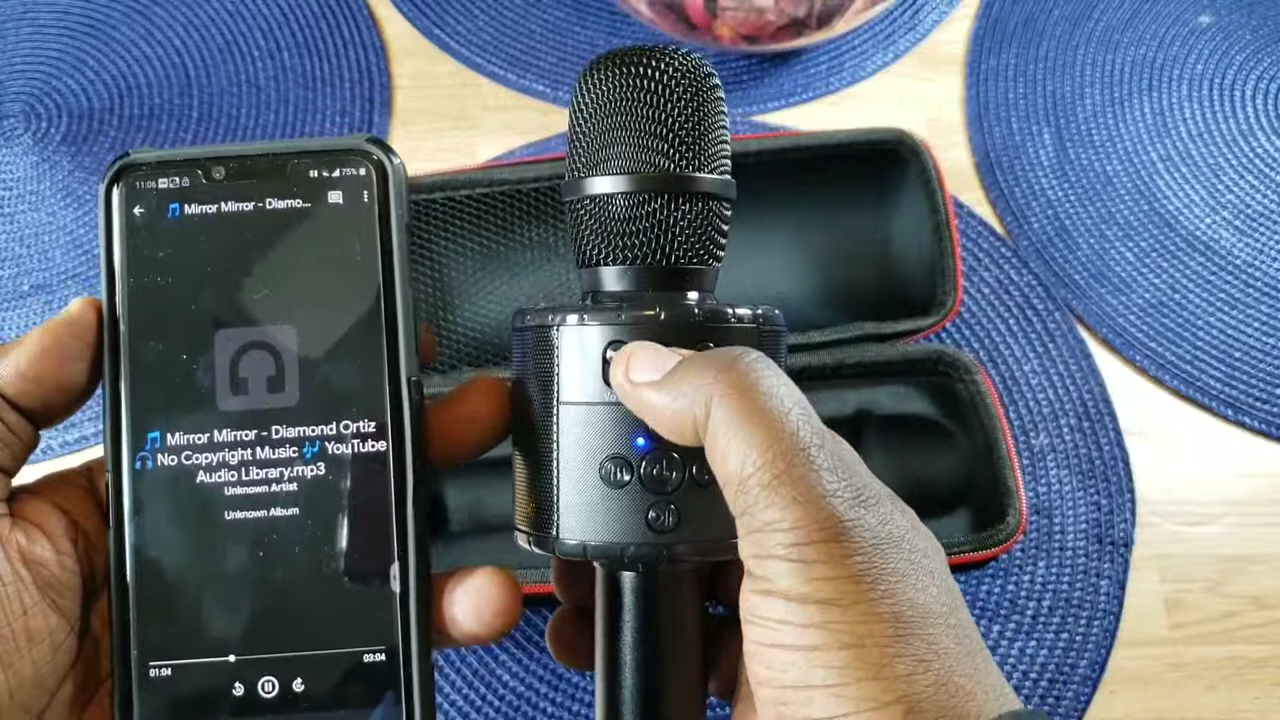 11:06
75%
Mirror Mirror - Diamo...
Mirror Mirror - Diamond Ortiz
No Copyright Music YouTube
Audio Library.mp3
Unknown Artist
Unknown Album
01:04
03:04